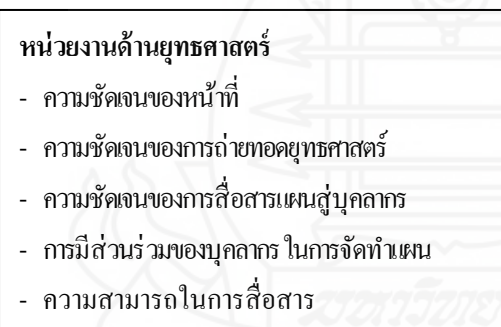 หน่วยงานด้านยุทธศาสตร์
- ความชัดเจนของหน้าที่
- ความชัดเจนของการถ่ายทอดยุทธศาสตร์
- ความชัดเจนของการสื่อสารแผนสู่บุคลากร
- การมีส่วนร่วมของบุคลากร ในการจัดทำแผน
- ความสามารถในการสื่อสาร